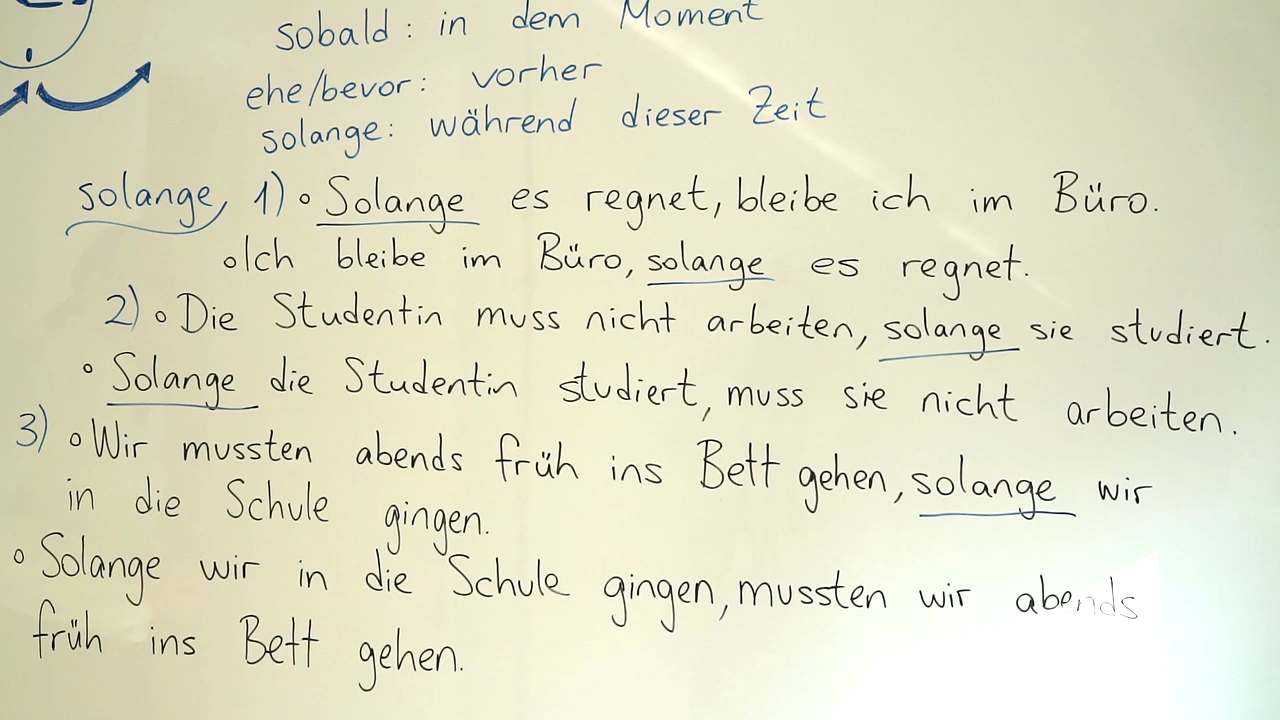 sobald: in dem Moment
ehe/bevor: vorher
solange: während dieser Zeit
solange, 1) ∘ Solange es regnet, bleibe ich im Büro.
∘ Ich bleibe im Büro, solange es regnet.
2) ∘ Die Studentin muss nicht arbeiten, solange sie studiert.
∘ Solange die Studentin studiert, muss sie nicht arbeiten.
3) ∘ Wir mussten abends früh ins Bett gehen, solange wir
in die Schule gingen.
∘ Solange wir in die Schule gingen, mussten wir abends
früh ins Bett gehen.